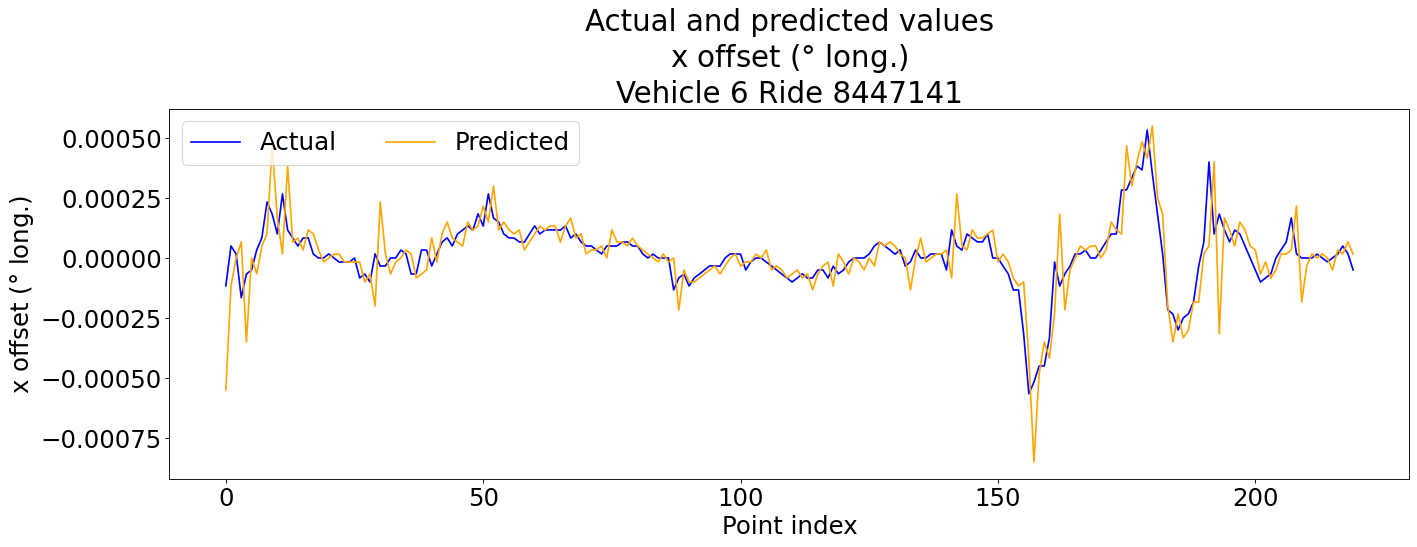 Actual and predicted values
x offset (° long.)
Vehicle 6 Ride 8447141
Actual
Predicted
0.00050
0.00025
0.00000
−0.00025
−0.00050
−0.00075
x offset (° long.)
0 50 100 150 200
Point index